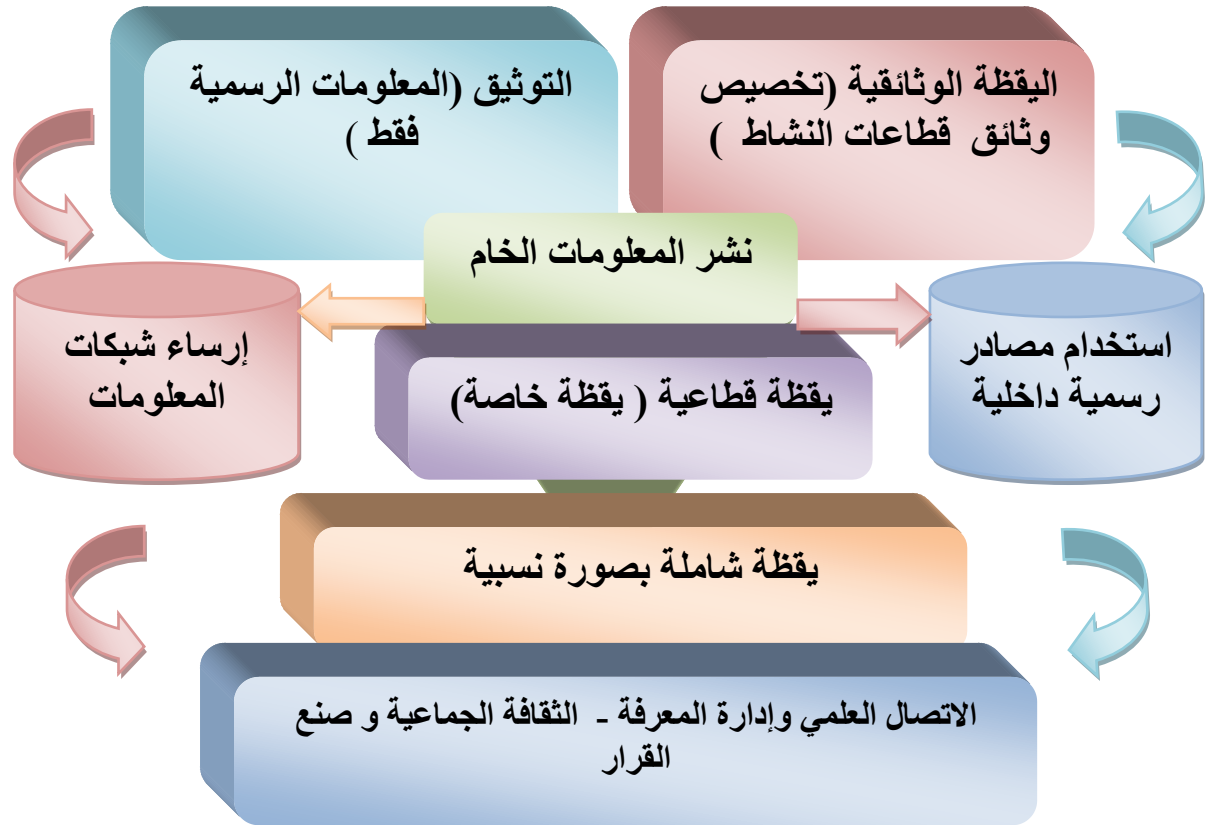 اليقظة الوثائقية (تخصيص
وثائق قطاعات النشاط )
التوثيق (المعلومات الرسمية
فقط )
نشر المعلومات الخام
استخدام مصادر
رسمية داخلية
إرساء شبكات
المعلومات
يقظة قطاعية ( يقظة خاصة)
يقظة شاملة بصورة نسبية
الاتصال العلمي وإدارة المعرفة - الثقافة الجماعية و صنع
القرار